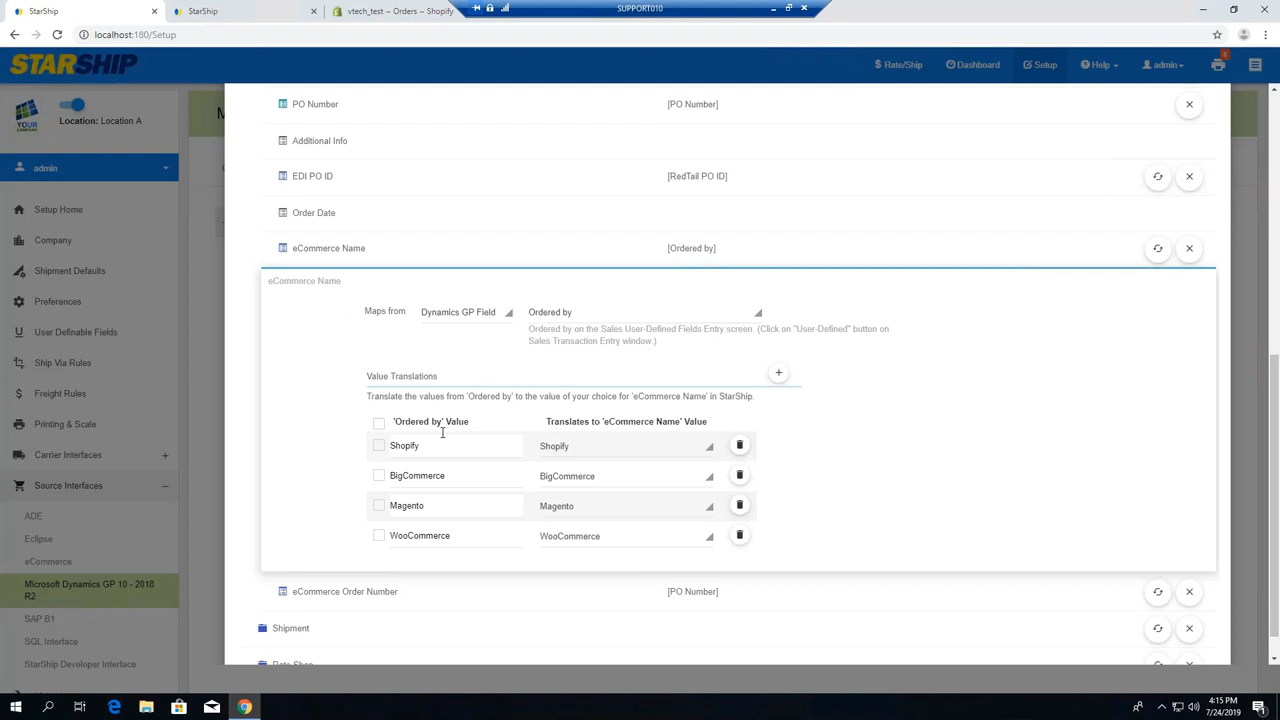 StarShip
StarShip
vtech_test ~ Orders ~ Shopify
SUPPORT010
localhost:180/Setup
STARSHIP
Rate/Ship
Dashboard
Setup
Help
admin
YOUR
COMPANY
Location: Location A
admin
Setup Home
Company
Shipment Defaults
Preferences
User Definable Fields
Ship Via Rules
Freight Rules
Printing & Scale
Carrier Interfaces
Source Interfaces
ADE
Eclipse
eCommerce
Microsoft Dynamics GP 10 - 2018
R2
SAP B1
SQL Interface
StarShip Developer Interface
PO Number [PO Number]
Additional Info
EDI PO ID [RedTail PO ID]
Order Date
eCommerce Name [Ordered by]
eCommerce Name
Maps from Dynamics GP Field Ordered by
Ordered by on the Sales User-Defined Fields Entry screen. (Click on "User-Defined" button on
Sales Transaction Entry window.)
Value Translations
Translate the values from 'Ordered by' to the value of your choice for 'eCommerce Name' in StarShip.
'Ordered by' Value Translates to 'eCommerce Name' Value
Shopify Shopify
BigCommerce BigCommerce
Magento Magento
WooCommerce WooCommerce
eCommerce Order Number [PO Number]
Shipment
Rate Shop
4:15 PM
7/24/2019